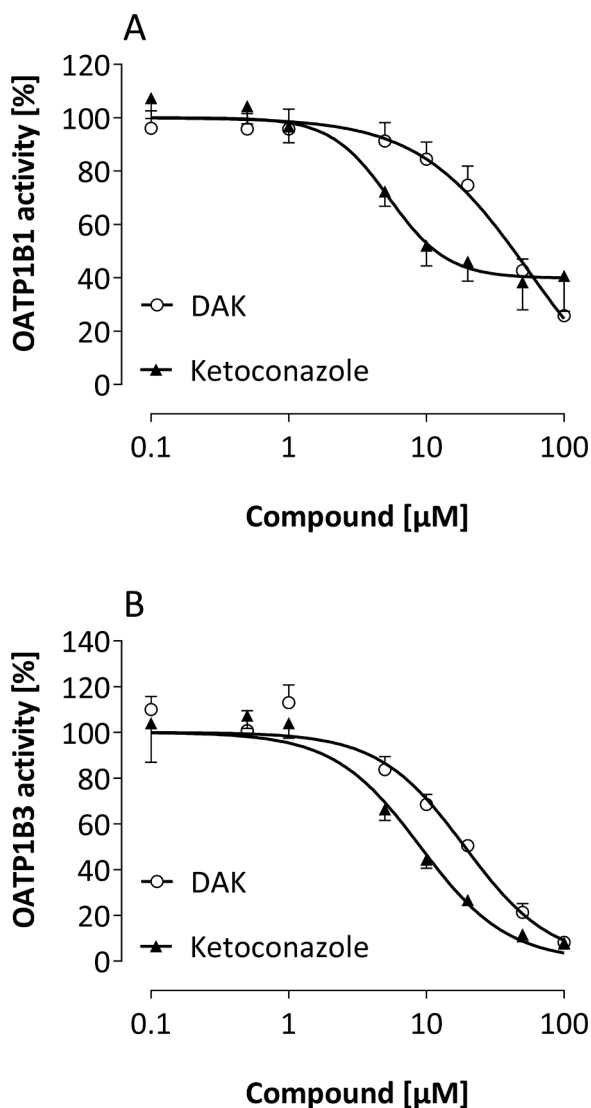 A
OATP1B1 activity [%]
120
100
80
60
40
20
0
DAK
Ketoconazole
0.1 1 10 100
Compound [µM]
B
OATP1B3 activity [%]
140
120
100
80
60
40
20
0
DAK
Ketoconazole
0.1 1 10 100
Compound [µM]